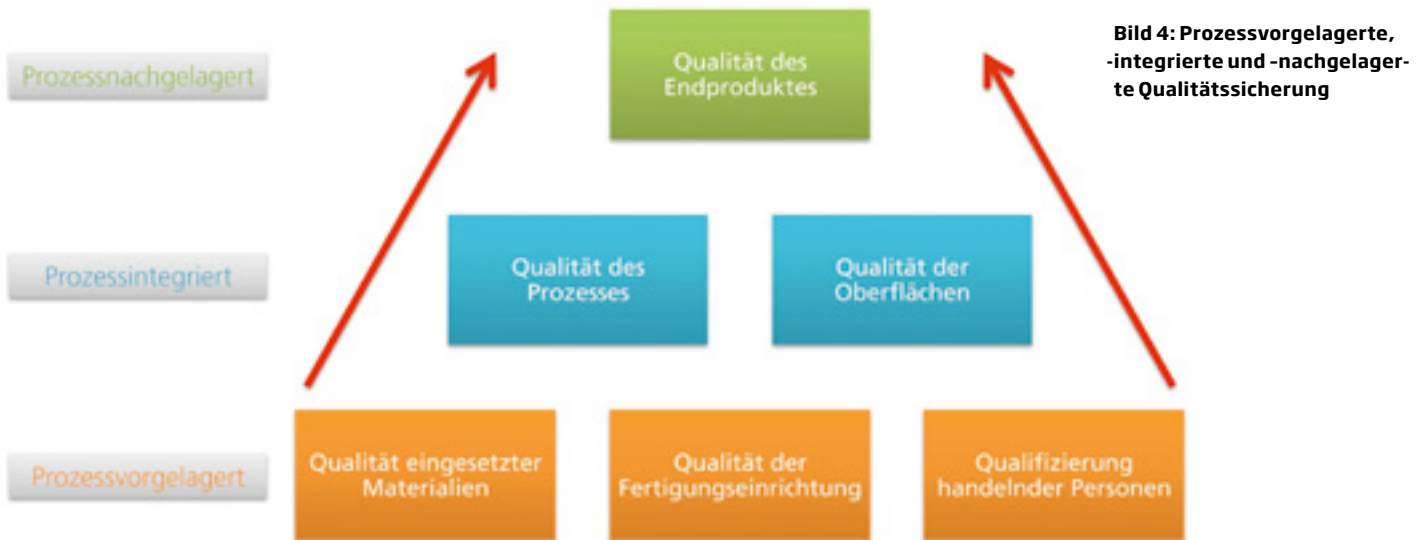 Bild 4: Prozessvorgelagerte,
-integrierte und -nachgelager-
te Qualitätssicherung
Prozessnachgelagert
Qualität des
Endproduktes
Prozessintegriert
Qualität des
Prozesses
Qualität der
Oberflächen
Prozessvorgelagert
Qualität eingesetzter
Materialien
Qualität der
Fertigungseinrichtung
Qualifizierung
handelnder Personen